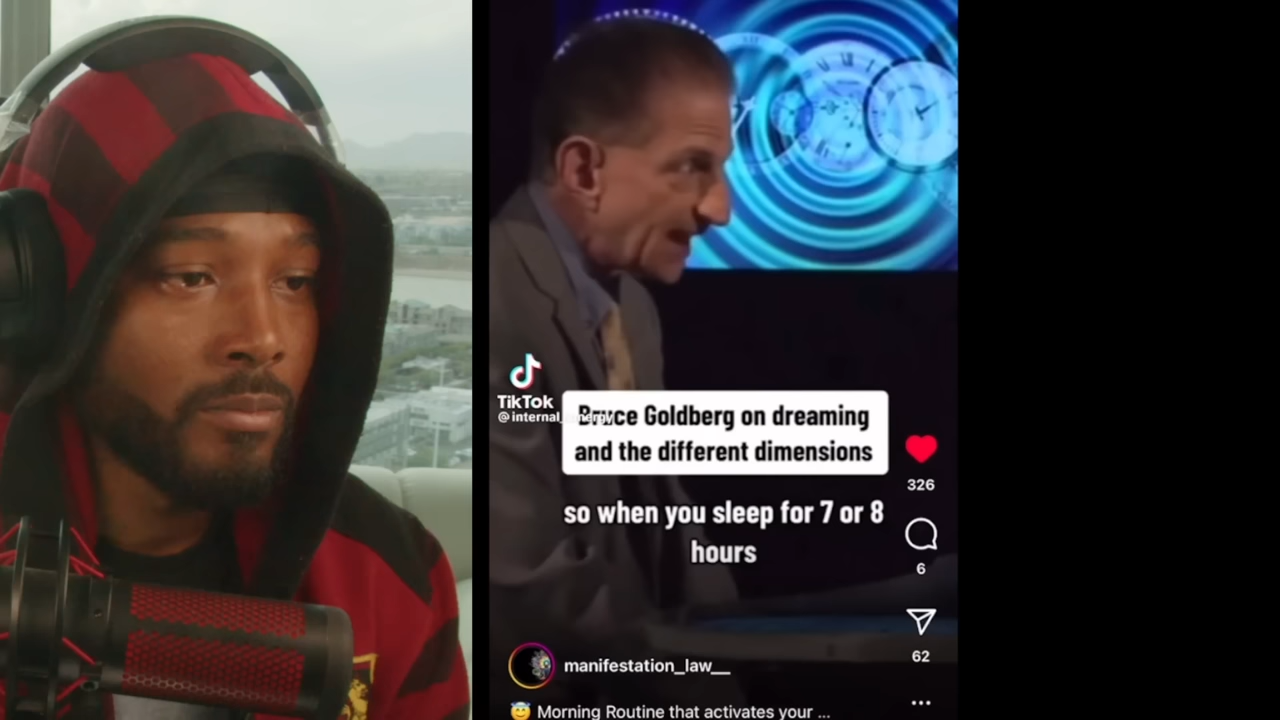 TikTok
@internal_energy
Bruce Goldberg on dreaming
and the different dimensions
so when you sleep for 7 or 8
hours
326
6
62
manifestation_law__
😇 Morning Routine that activates your ...